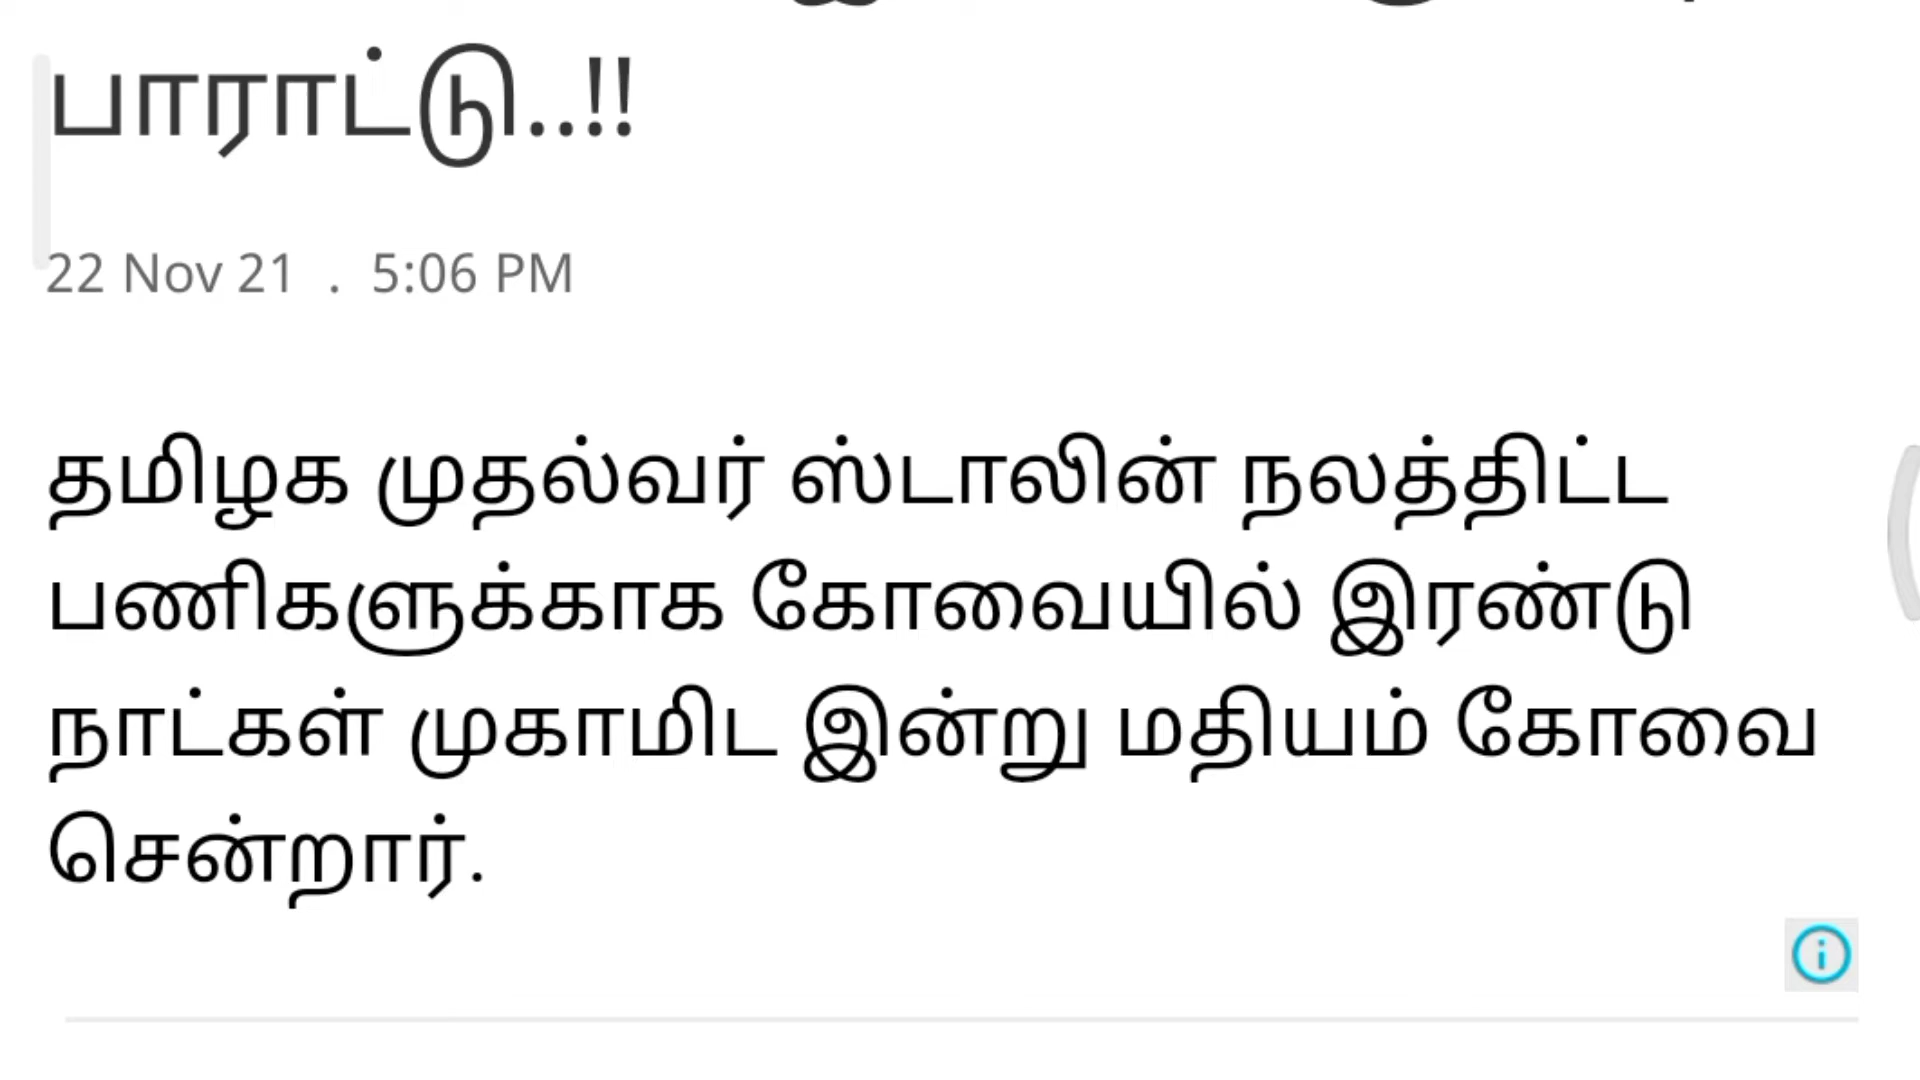 பாராட்டு..!!
22 Nov 21 . 5:06 PM
தமிழக முதல்வர் ஸ்டாலின் நலத்திட்ட
பணிகளுக்காக கோவையில் இரண்டு
நாட்கள் முகாமிட இன்று மதியம் கோவை
சென்றார்.